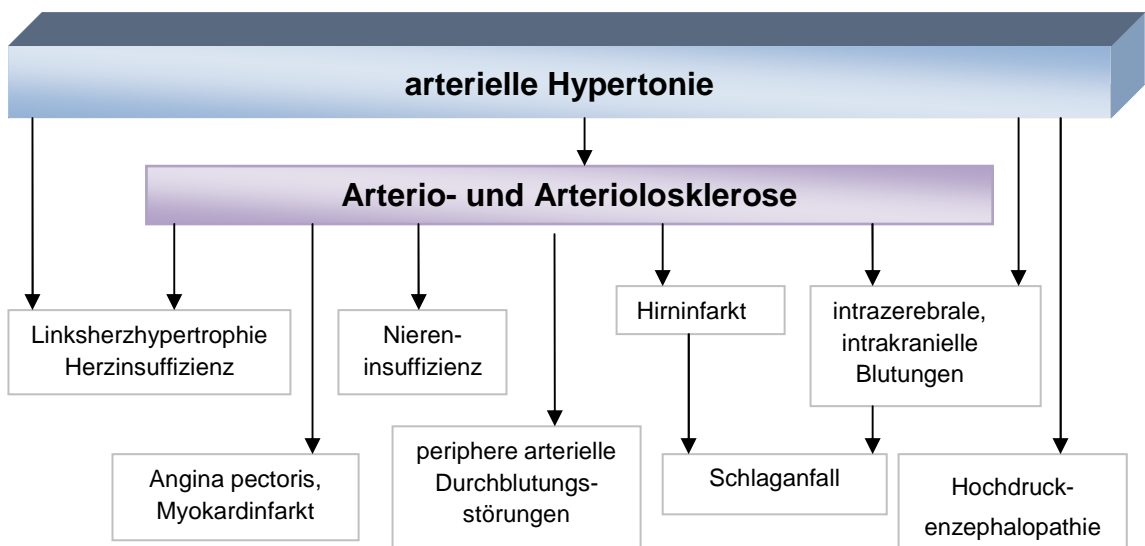 arterielle Hypertonie
Arterio- und Arteriolosklerose
Linksherzhypertrophie
Herzinsuffizienz
Nieren-
insuffizienz
Hirninfarkt
intrazerebrale,
intrakranielle
Blutungen
Angina pectoris,
Myokardinfarkt
periphere arterielle
Durchblutungs-
störungen
Schlaganfall
Hochdruck-
enzephalopathie